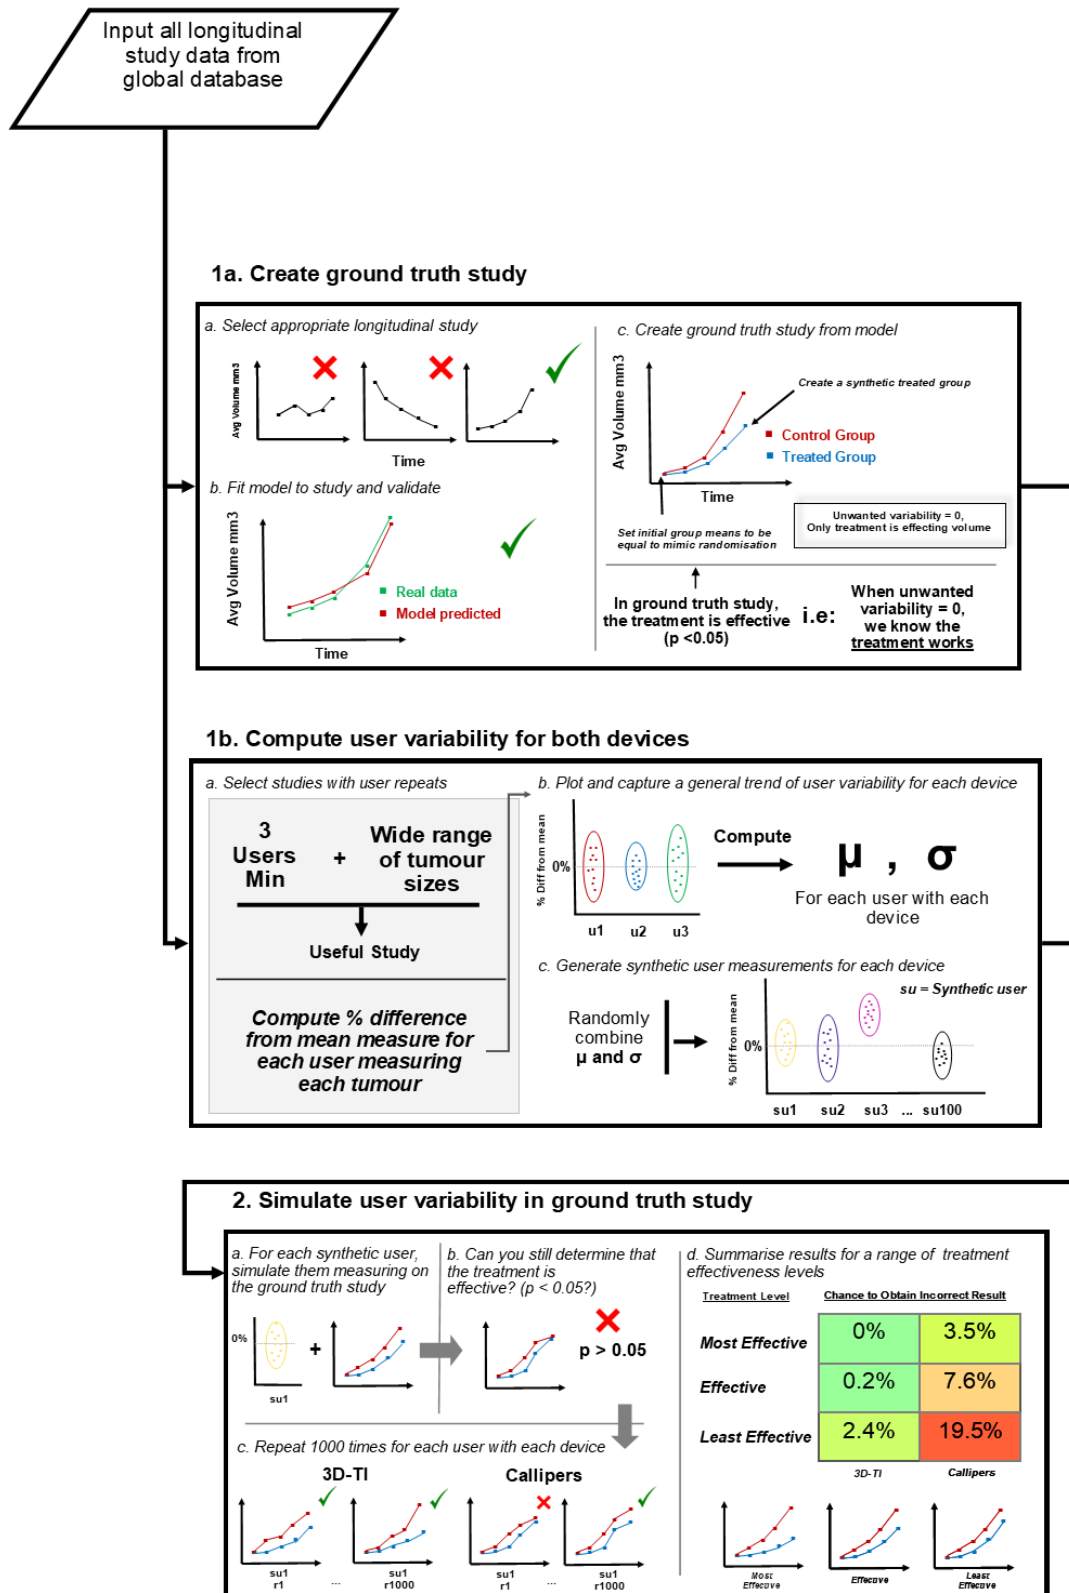 Input all longitudinal
study data from
global database
1a. Create ground truth study
a. Select appropriate longitudinal study
Avg Volume mm3
Time
b. Fit model to study and validate
Avg Volume mm3
Real data
Model predicted
Time
c. Create ground truth study from model
Avg Volume mm3
Create a synthetic treated group
Control Group
Treated Group
Time
Set initial group means to be
equal to mimic randomisation
Unwanted variability = 0,
Only treatment is effecting volume
In ground truth study,
the treatment is effective
(p <0.05)
i.e:
When unwanted
variability = 0,
we know the
treatment works
1b. Compute user variability for both devices
a. Select studies with user repeats
3
Users
Min
+
Wide range
of tumour
sizes
Useful Study
Compute % difference
from mean measure for
each user measuring
each tumour
b. Plot and capture a general trend of user variability for each device
% Diff from mean
0%
u1 u2 u3
Compute
μ , σ
For each user with each
device
c. Generate synthetic user measurements for each device
Randomly
combine
μ and σ
su = Synthetic user
% Diff from mean
0%
su1 su2 su3 ... su100
2. Simulate user variability in ground truth study
a. For each synthetic user,
simulate them measuring on
the ground truth study
0%
+
su1
b. Can you still determine that
the treatment is
effective? (p < 0.05?)
p > 0.05
c. Repeat 1000 times for each user with each device
3D-TI Callipers
su1
r1
...
su1
r1000
su1
r1
...
su1
r1000
d. Summarise results for a range of treatment
effectiveness levels
Treatment Level Chance to Obtain Incorrect Result
Most Effective 0% 3.5%
Effective 0.2% 7.6%
Least Effective 2.4% 19.5%
3D-TI Callipers
Most
Effective
Effective
Least
Effective